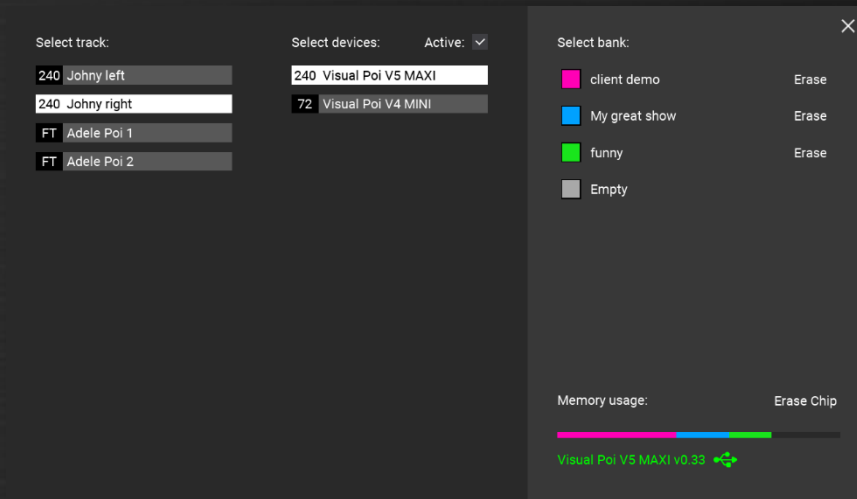 Select track:
240 Johny left
240 Johny right
FT Adele Poi 1
FT Adele Poi 2
Select devices: Active:
240 Visual Poi V5 MAXI
72 Visual Poi V4 MINI
Select bank:
client demo Erase
My great show Erase
funny Erase
Empty
Memory usage: Erase Chip
Visual Poi V5 MAXI v0.33